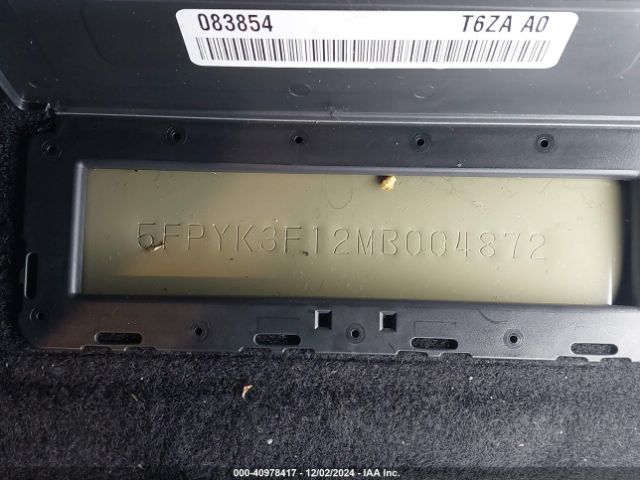 083854 T6ZA A0
5FPYK3F12MB004872
000-40978417 - 12/02/2024 - IAA Inc.